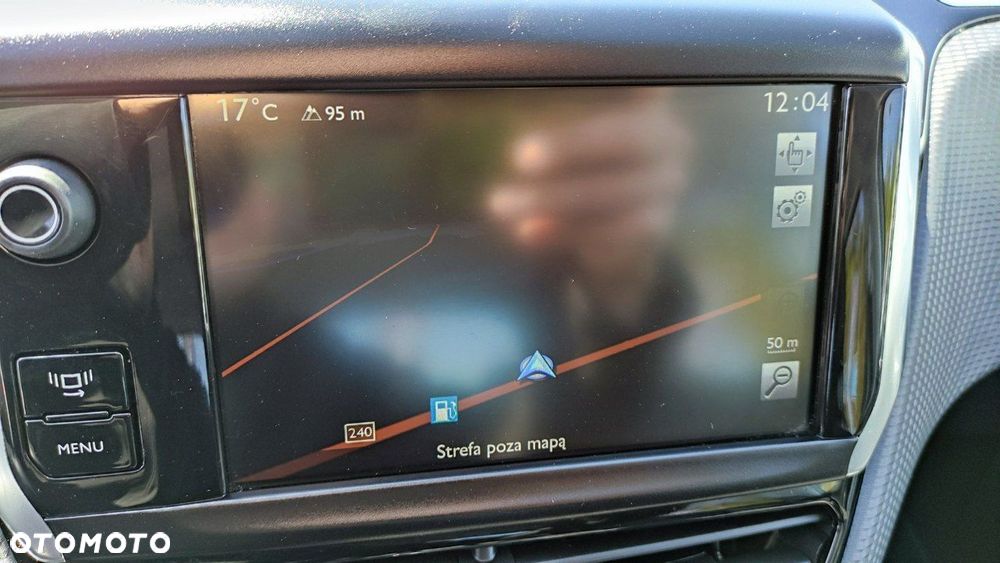 17°C 95 m 12:04
50 m
240
Strefa poza mapą
MENU
OTOMOTO